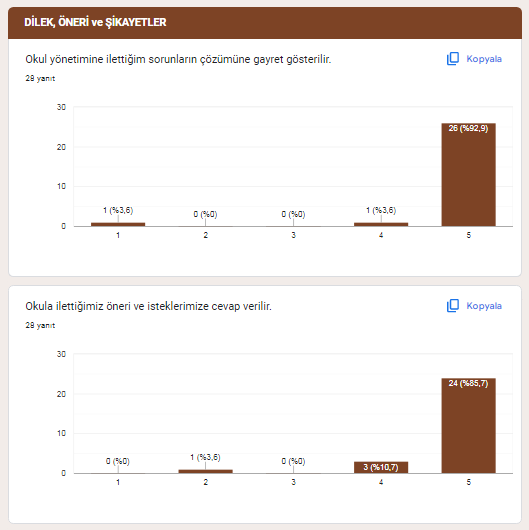 DİLEK, ÖNERİ ve ŞİKAYETLER
Okul yönetimine ilettiğim sorunların çözümüne gayret gösterilir.
Kopyala
28 yanıt
30
20
10
0
1 (%3,6)
0 (%0)
0 (%0)
1 (%3,6)
26 (%92,9)
1 2 3 4 5
Okula ilettiğimiz öneri ve isteklerimize cevap verilir.
Kopyala
28 yanıt
30
20
10
0
0 (%0)
1 (%3,6)
0 (%0)
3 (%10,7)
24 (%85,7)
1 2 3 4 5